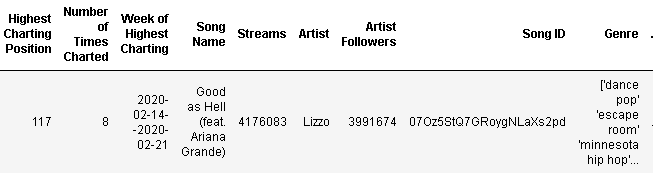 Highest Charting Position Number of Times Charted Week of Highest Charting Song Name Streams Artist Artist Followers Song ID Genre .
117 8 2020-02-14--2020-02-21 Good as Hell (feat. Ariana Grande) 4176083 Lizzo 3991674 07Oz5StQ7GRoygNLaXs2pd ['dance pop' 'escape room' 'minnesota hip hop'... .